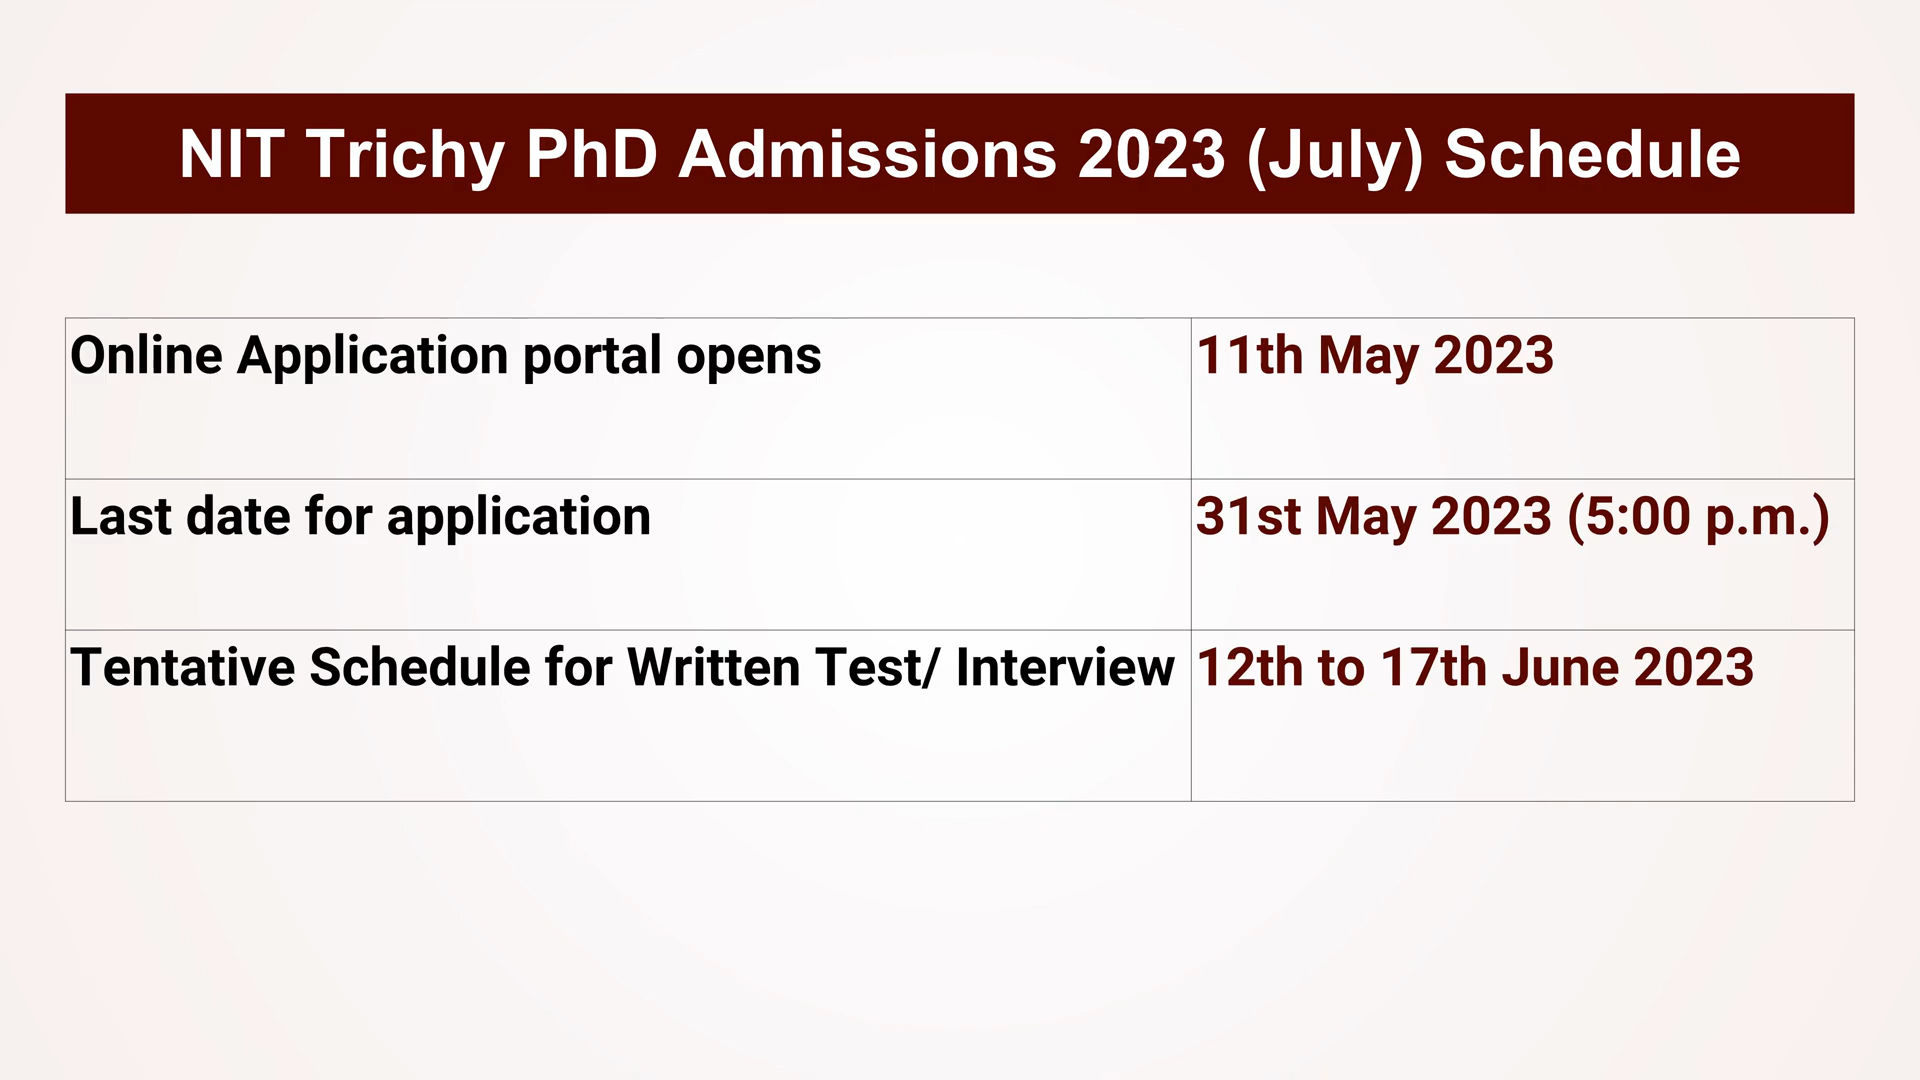 NIT Trichy PhD Admissions 2023 (July) Schedule
Online Application portal opens
11th May 2023
Last date for application
31st May 2023 (5:00 p.m.)
Tentative Schedule for Written Test/ Interview
12th to 17th June 2023